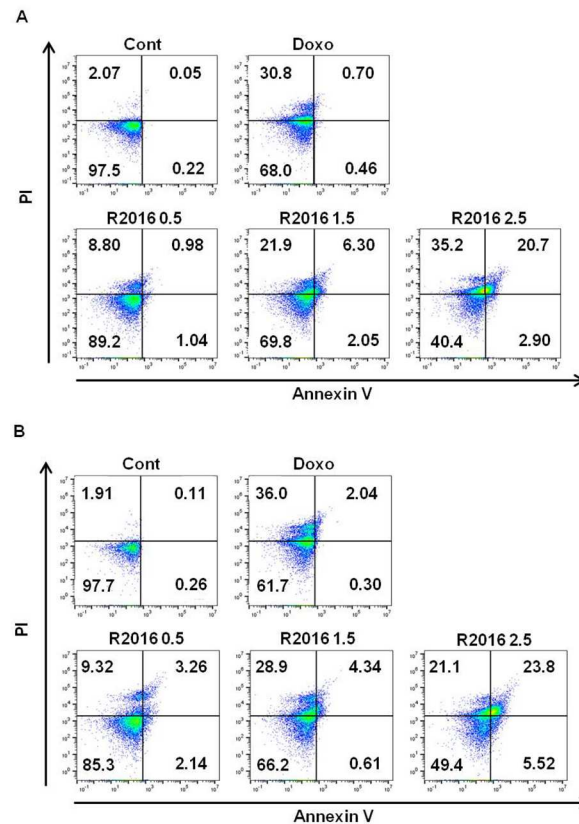 A
Cont Doxo
2.07 0.05 30.8 0.70
97.5 0.22 68.0 0.46
PI
R2016 0.5 R2016 1.5 R2016 2.5
8.80 0.98 21.9 6.30 35.2 20.7
89.2 1.04 69.8 2.05 40.4 2.90
Annexin V
B
Cont Doxo
1.91 0.11 36.0 2.04
97.7 0.26 61.7 0.30
PI
R2016 0.5 R2016 1.5 R2016 2.5
9.32 3.26 28.9 4.34 21.1 23.8
85.3 2.14 66.2 0.61 49.4 5.52
Annexin V